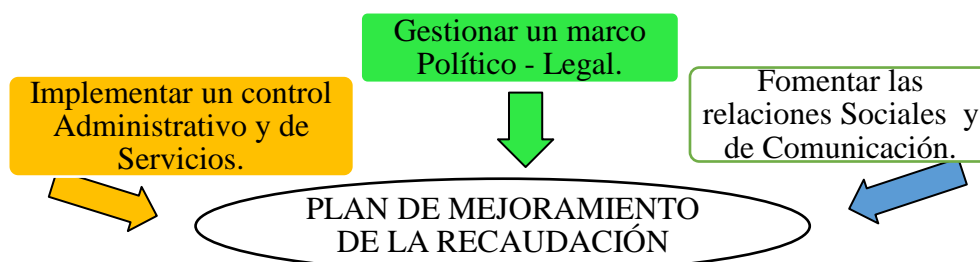 Gestionar un marco
Político - Legal.
Implementar un control
Administrativo y de
Servicios.
Fomentar las
relaciones Sociales y
de Comunicación.
PLAN DE MEJORAMIENTO
DE LA RECAUDACIÓN